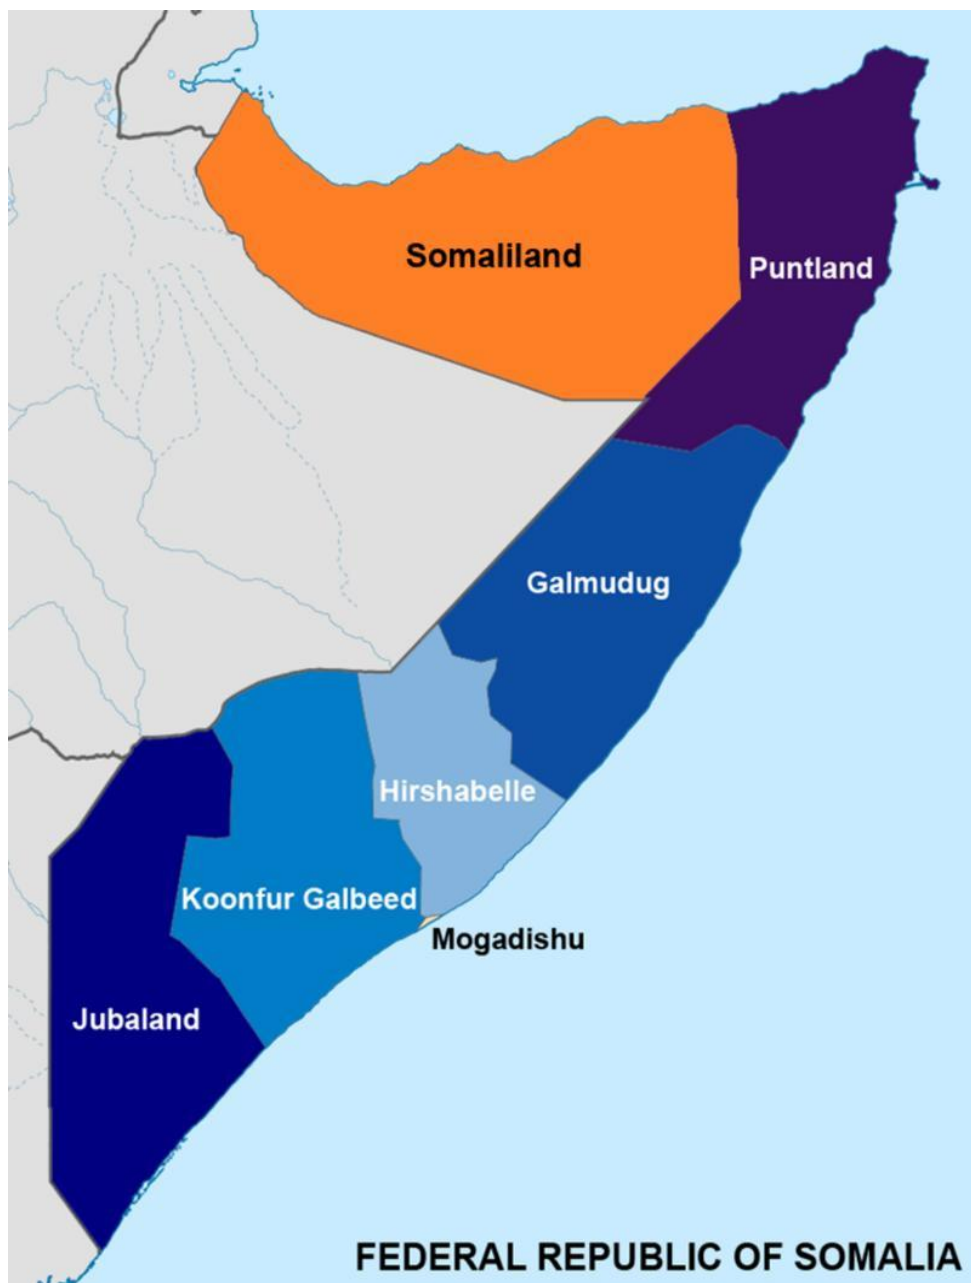 Somaliland
Puntland
Galmudug
Hirshabelle
Koonfur Galbeed
Mogadishu
Jubaland
FEDERAL REPUBLIC OF SOMALIA